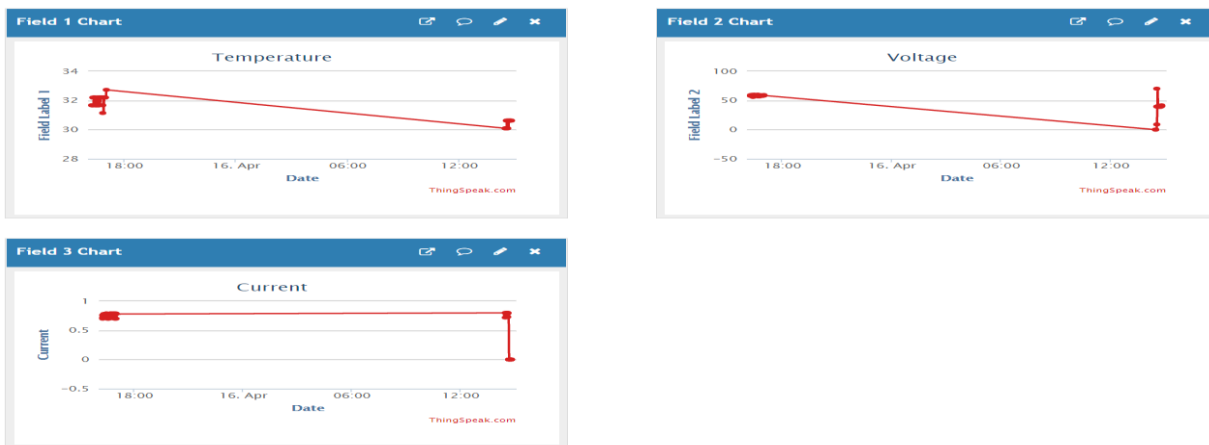 Field 1 Chart
Temperature
Field Label 1
34
32
30
28
18:00 16. Apr 06:00 12:00
Date
ThingSpeak.com
Field 2 Chart
Voltage
Field Label 2
100
50
0
-50
18:00 16. Apr 06:00 12:00
Date
ThingSpeak.com
Field 3 Chart
Current
Current
1
0.5
0
-0.5
18:00 16. Apr 06:00 12:00
Date
ThingSpeak.com